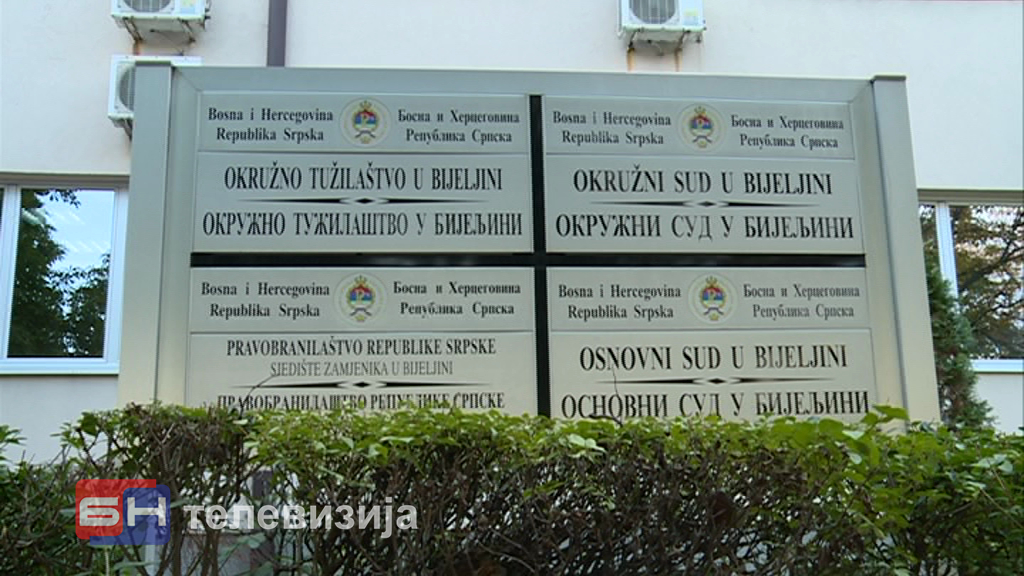 Bosna i Hercegovina
Republika Srpska
Босна и Херцеговина
Република Српска
OKRUŽNO TUŽILAŠTVO U BIJELJINI
ОКРУЖНО ТУЖИЛАШТВО У БИЈЕЉИНИ
Bosna i Hercegovina
Republika Srpska
Босна и Херцеговина
Република Српска
OKRUŽNI SUD U BIJELJINI
ОКРУЖНИ СУД У БИЈЕЉИНИ
Bosna i Hercegovina
Republika Srpska
Босна и Херцеговина
Република Српска
PRAVOBRANILAŠTVO REPUBLIKE SRPSKE
SJEDIŠTE ZAMJENIKA U BIJELJINI
ПРАВОБРАНИЛАШТВО РЕПУБЛИКЕ СРПСКЕ
Bosna i Hercegovina
Republika Srpska
Босна и Херцеговина
Република Српска
OSNOVNI SUD U BIJELJINI
ОСНОВНИ СУД У БИЈЕЉИНИ
БН телевизија